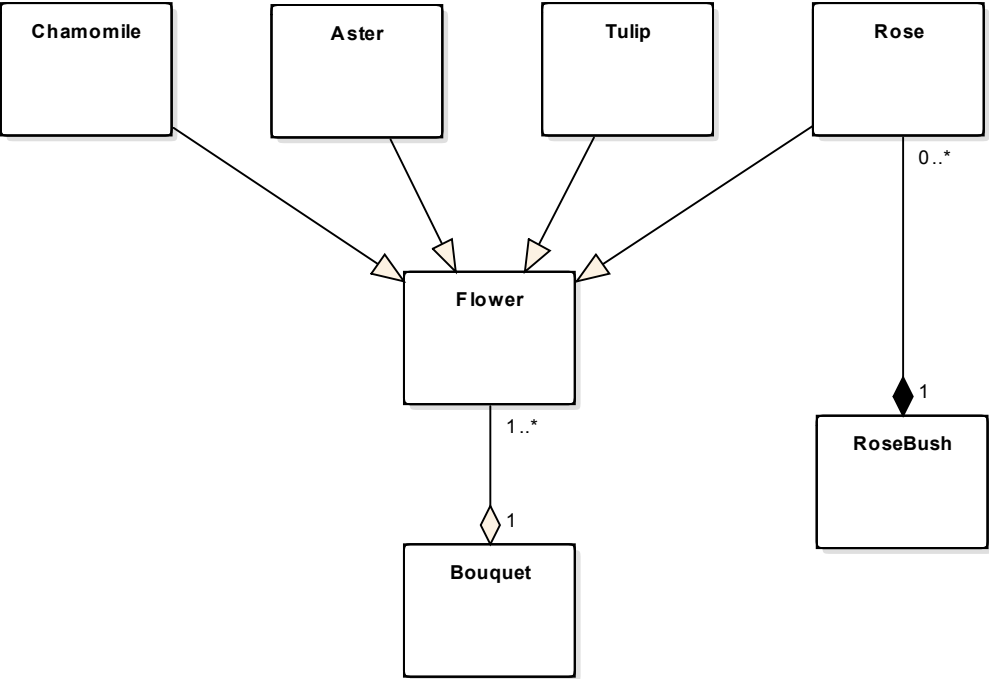 Chamomile
Aster
Tulip
Rose
0..*
Flower
1..*
1
RoseBush
1
Bouquet